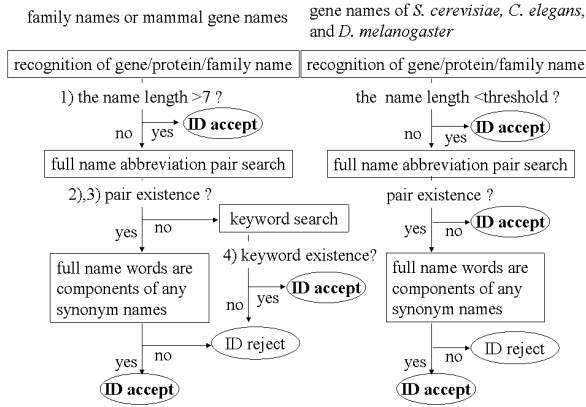 family names or mammal gene names
recognition of gene/protein/family name
1) the name length >7 ?
no
yes
ID accept
full name abbreviation pair search
2),3) pair existence ?
yes
no
keyword search
4) keyword existence?
full name words are
components of any
synonym names
no
yes
ID accept
yes
no
ID reject
ID accept
gene names of S. cerevisiae, C. elegans,
and D. melanogaster
recognition of gene/protein/family name
the name length <threshold ?
no
yes
ID accept
full name abbreviation pair search
pair existence ?
yes
no
ID accept
full name words are
components of any
synonym names
yes
no
ID reject
ID accept